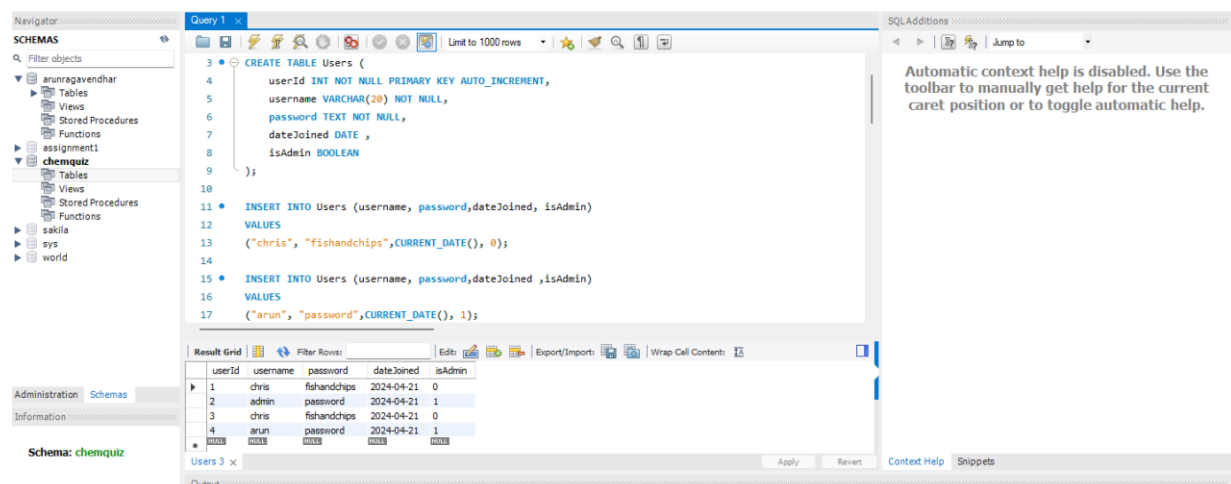 Navigator
SCHEMAS
Filter objects
arunragavendhar
Tables
Views
Stored Procedures
Functions
assignment1
chemquiz
Tables
Views
Stored Procedures
Functions
sakila
sys
world
Administration Schemas
Information
Schema: chemquiz
Query 1 ×
Limit to 1000 rows
3 CREATE TABLE Users (
4 userId INT NOT NULL PRIMARY KEY AUTO_INCREMENT,
5 username VARCHAR(20) NOT NULL,
6 password TEXT NOT NULL,
7 dateJoined DATE ,
8 isAdmin BOOLEAN
9 );
10
11 INSERT INTO Users (username, password,dateJoined, isAdmin)
12 VALUES
13 ("chris", "fishandchips",CURRENT_DATE(), 0);
14
15 INSERT INTO Users (username, password,dateJoined ,isAdmin)
16 VALUES
17 ("arun", "password",CURRENT_DATE(), 1);
Result Grid Filter Rows: Edit: Export/Import: Wrap Cell Content:
userId username password dateJoined isAdmin
1 chris fishandchips 2024-04-21 0
2 admin password 2024-04-21 1
3 chris fishandchips 2024-04-21 0
4 arun password 2024-04-21 1
NULL NULL NULL NULL NULL
Users 3 × Apply Revert
Output
SQLAdditions
Jump to
Automatic context help is disabled. Use the
toolbar to manually get help for the current
caret position or to toggle automatic help.
Context Help Snippets